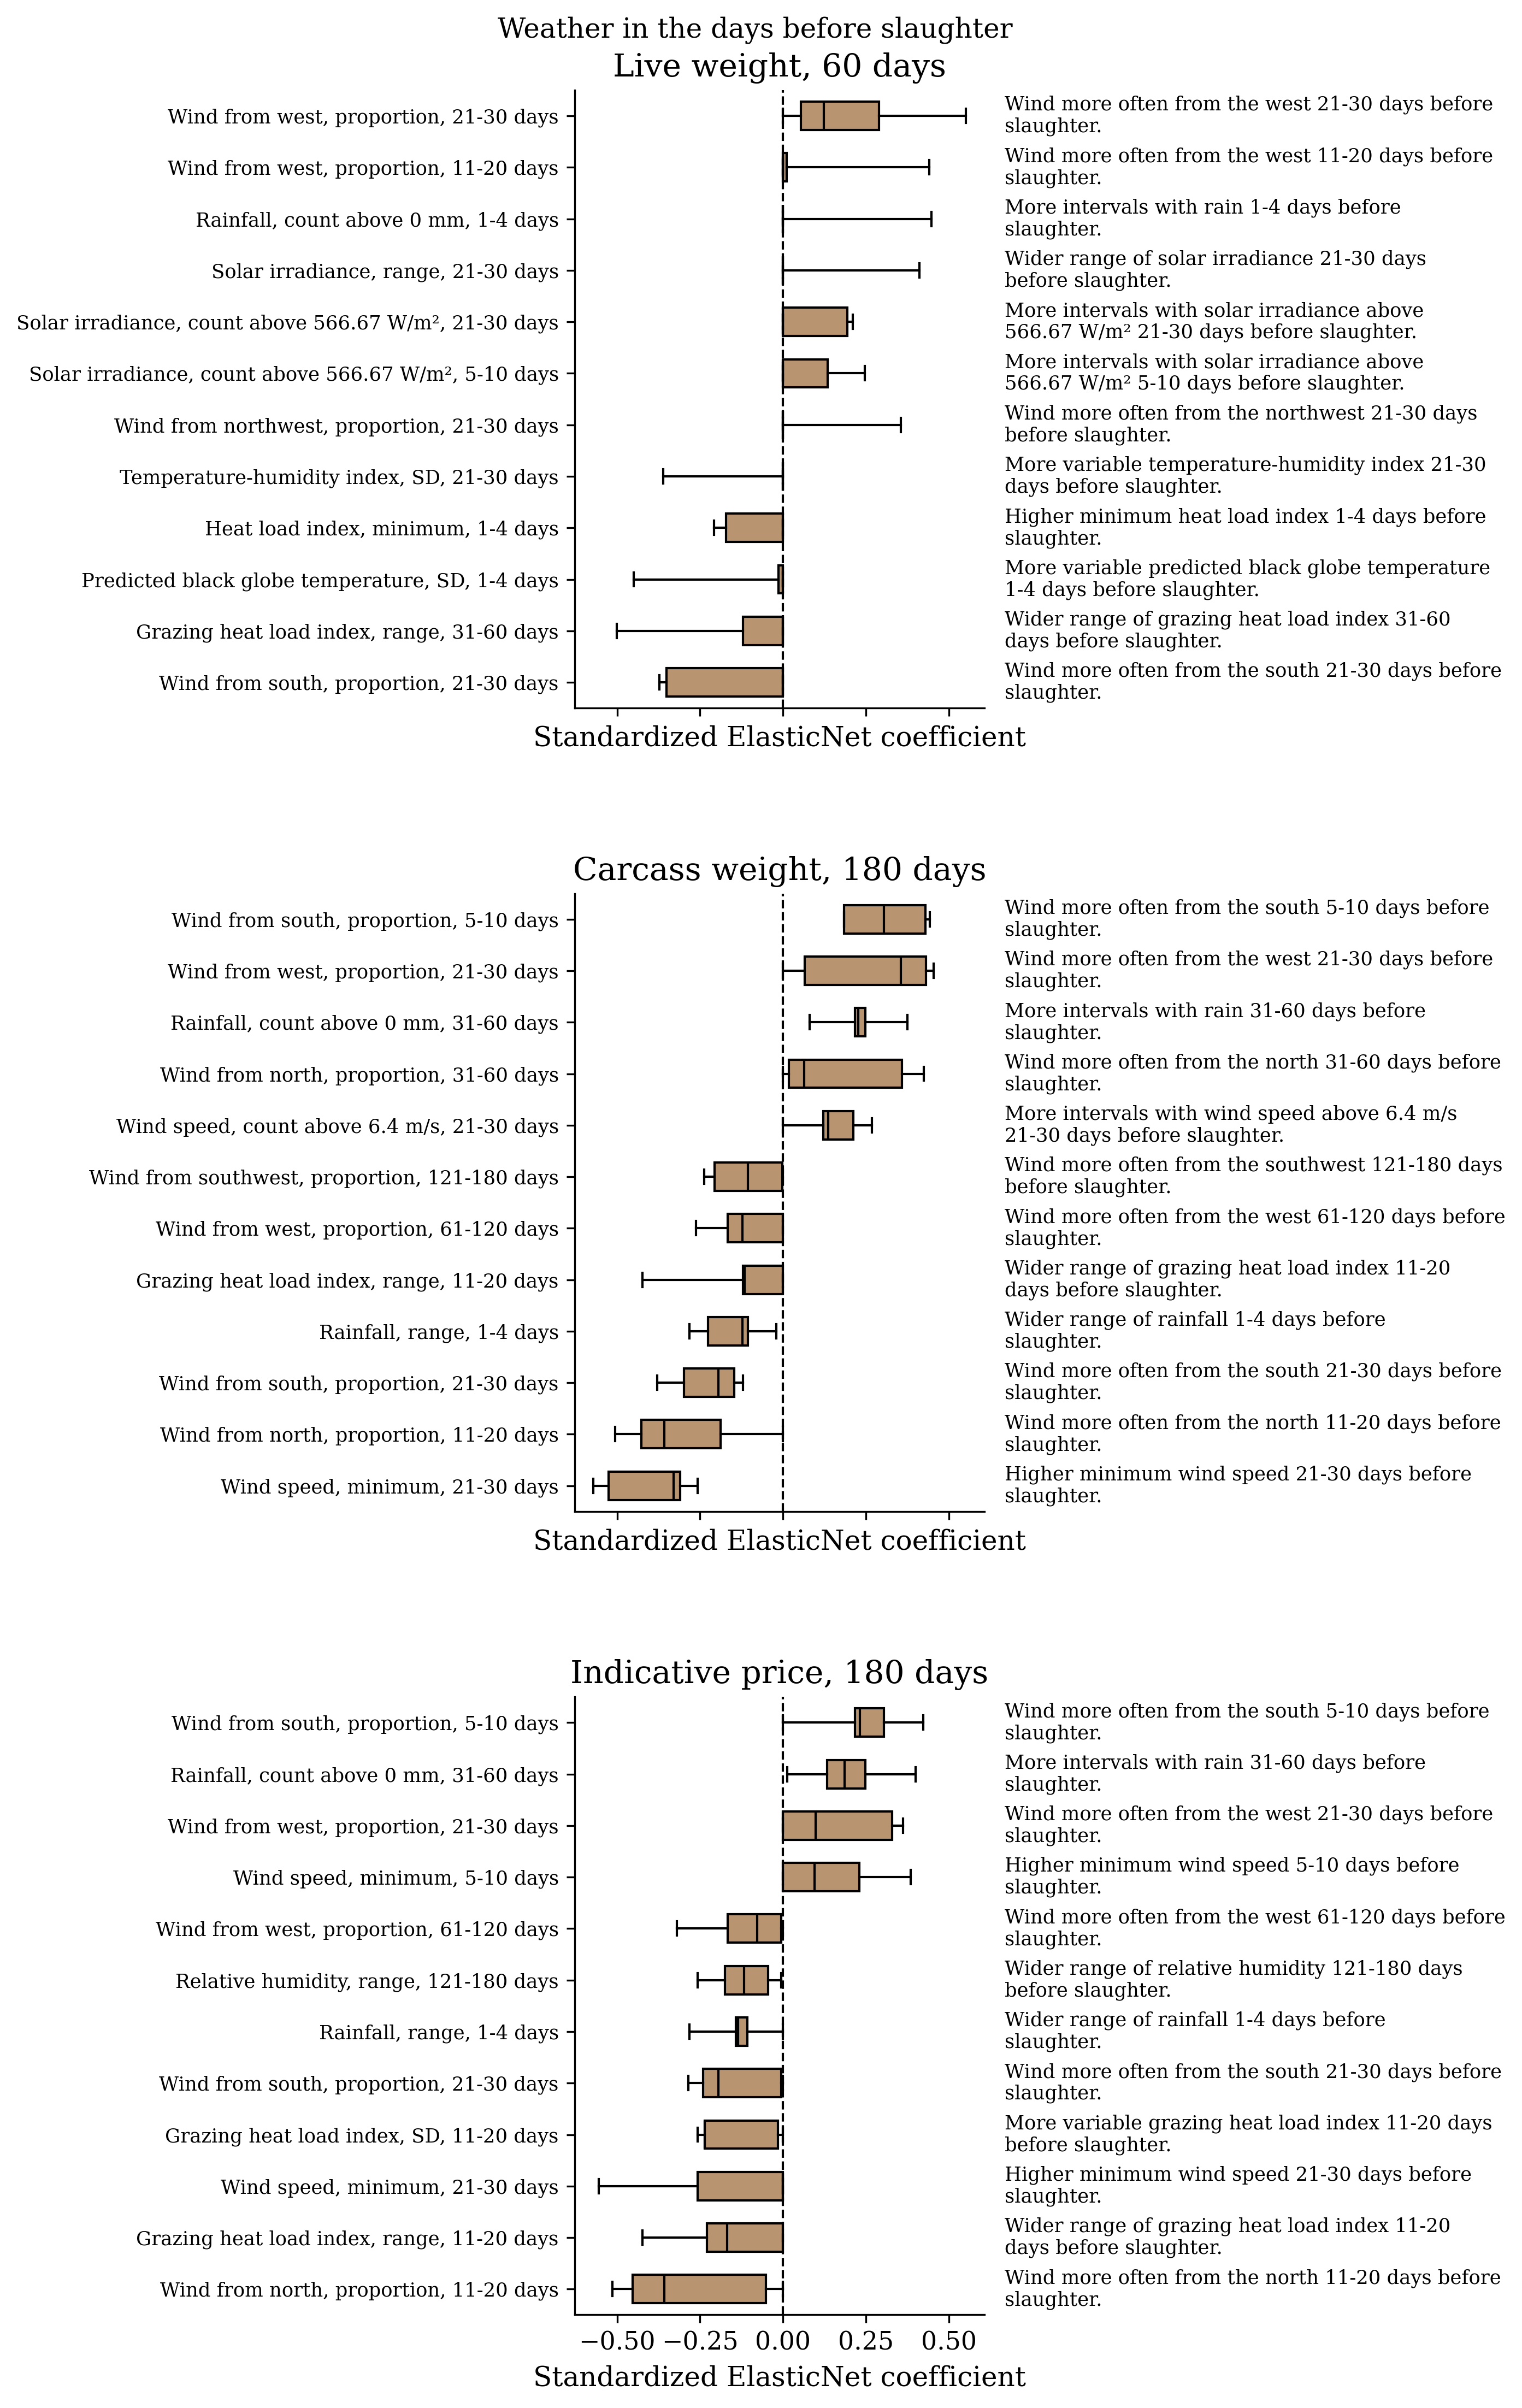 Weather in the days before slaughter
Live weight, 60 days
Wind from west, proportion, 21-30 days
Wind more often from the west 21-30 days before
slaughter.
Wind from west, proportion, 11-20 days
Wind more often from the west 11-20 days before
slaughter.
Rainfall, count above 0 mm, 1-4 days
More intervals with rain 1-4 days before
slaughter.
Solar irradiance, range, 21-30 days
Wider range of solar irradiance 21-30 days
before slaughter.
Solar irradiance, count above 566.67 W/m², 21-30 days
More intervals with solar irradiance above
566.67 W/m² 21-30 days before slaughter.
Solar irradiance, count above 566.67 W/m², 5-10 days
More intervals with solar irradiance above
566.67 W/m² 5-10 days before slaughter.
Wind from northwest, proportion, 21-30 days
Wind more often from the northwest 21-30 days
before slaughter.
Temperature-humidity index, SD, 21-30 days
More variable temperature-humidity index 21-30
days before slaughter.
Heat load index, minimum, 1-4 days
Higher minimum heat load index 1-4 days before
slaughter.
Predicted black globe temperature, SD, 1-4 days
More variable predicted black globe temperature
1-4 days before slaughter.
Grazing heat load index, range, 31-60 days
Wider range of grazing heat load index 31-60
days before slaughter.
Wind from south, proportion, 21-30 days
Wind more often from the south 21-30 days before
slaughter.
Standardized ElasticNet coefficient
Carcass weight, 180 days
Wind from south, proportion, 5-10 days
Wind more often from the south 5-10 days before
slaughter.
Wind from west, proportion, 21-30 days
Wind more often from the west 21-30 days before
slaughter.
Rainfall, count above 0 mm, 31-60 days
More intervals with rain 31-60 days before
slaughter.
Wind from north, proportion, 31-60 days
Wind more often from the north 31-60 days before
slaughter.
Wind speed, count above 6.4 m/s, 21-30 days
More intervals with wind speed above 6.4 m/s
21-30 days before slaughter.
Wind from southwest, proportion, 121-180 days
Wind more often from the southwest 121-180 days
before slaughter.
Wind from west, proportion, 61-120 days
Wind more often from the west 61-120 days before
slaughter.
Grazing heat load index, range, 11-20 days
Wider range of grazing heat load index 11-20
days before slaughter.
Rainfall, range, 1-4 days
Wider range of rainfall 1-4 days before
slaughter.
Wind from south, proportion, 21-30 days
Wind more often from the south 21-30 days before
slaughter.
Wind from north, proportion, 11-20 days
Wind more often from the north 11-20 days before
slaughter.
Wind speed, minimum, 21-30 days
Higher minimum wind speed 21-30 days before
slaughter.
Standardized ElasticNet coefficient
Indicative price, 180 days
Wind from south, proportion, 5-10 days
Wind more often from the south 5-10 days before
slaughter.
Rainfall, count above 0 mm, 31-60 days
More intervals with rain 31-60 days before
slaughter.
Wind from west, proportion, 21-30 days
Wind more often from the west 21-30 days before
slaughter.
Wind speed, minimum, 5-10 days
Higher minimum wind speed 5-10 days before
slaughter.
Wind from west, proportion, 61-120 days
Wind more often from the west 61-120 days before
slaughter.
Relative humidity, range, 121-180 days
Wider range of relative humidity 121-180 days
before slaughter.
Rainfall, range, 1-4 days
Wider range of rainfall 1-4 days before
slaughter.
Wind from south, proportion, 21-30 days
Wind more often from the south 21-30 days before
slaughter.
Grazing heat load index, SD, 11-20 days
More variable grazing heat load index 11-20 days
before slaughter.
Wind speed, minimum, 21-30 days
Higher minimum wind speed 21-30 days before
slaughter.
Grazing heat load index, range, 11-20 days
Wider range of grazing heat load index 11-20
days before slaughter.
Wind from north, proportion, 11-20 days
Wind more often from the north 11-20 days before
slaughter.
−0.50 −0.25 0.00 0.25 0.50
Standardized ElasticNet coefficient